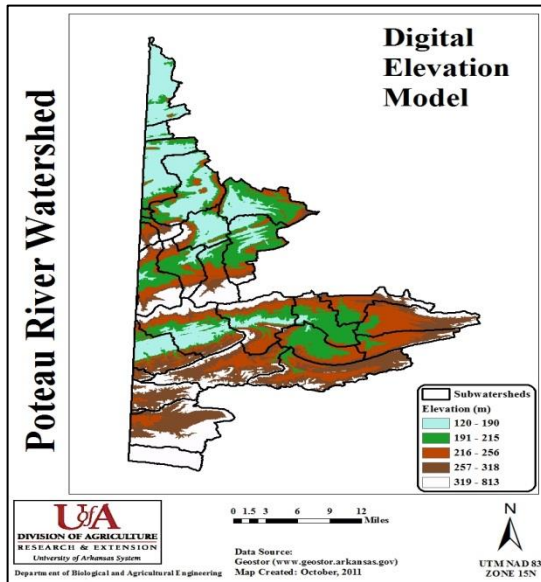 Poteau River Watershed
Digital
Elevation
Model
Subwatersheds
Elevation (m)
120 - 190
191 - 215
216 - 256
257 - 318
319 - 813
UofA
DIVISION OF AGRICULTURE
RESEARCH & EXTENSION
University of Arkansas System
Department of Biological and Agricultural Engineering
0 1.5 3 6 9 12
Miles
Data Source:
Geostor (www.geostor.arkansas.gov)
Map Created: October, 2011
N
UTM NAD 83
ZONE 15N